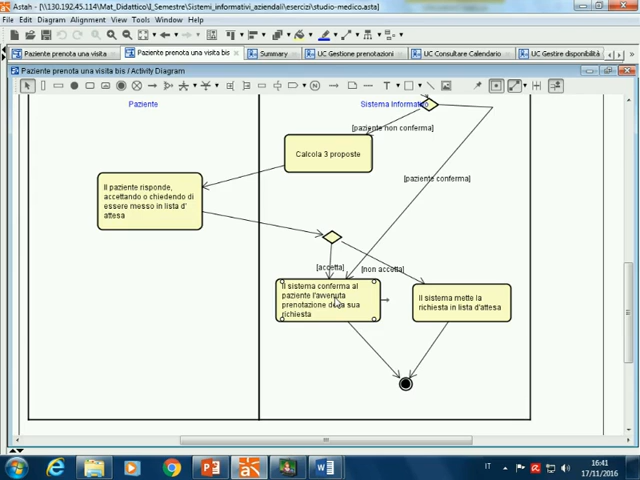 Astah - [\\130.192.45.114\Mat_Didattico\I_Semestre\Sistemi_informativi_aziendali\esercizi\studio-medico.asta]
File Edit Diagram Alignment View Tools Window Help
Paziente prenota una visita
Paziente prenota una visita bis
Summary
UC Gestione prenotazioni
UC Consultare Calendario
UC Gestire disponibilità
Paziente prenota una visita bis / Activity Diagram
Paziente
Sistema Informativo
[paziente non conferma]
Calcola 3 proposte
[paziente conferma]
Il paziente risponde,
accettando o chiedendo di
essere messo in lista d'
attesa
[accetta]
[non accetta]
Il sistema conferma al
paziente l'avvenuta
prenotazione della sua
richiesta
Il sistema mette la
richiesta in lista d'attesa
IT
16:41
17/11/2016